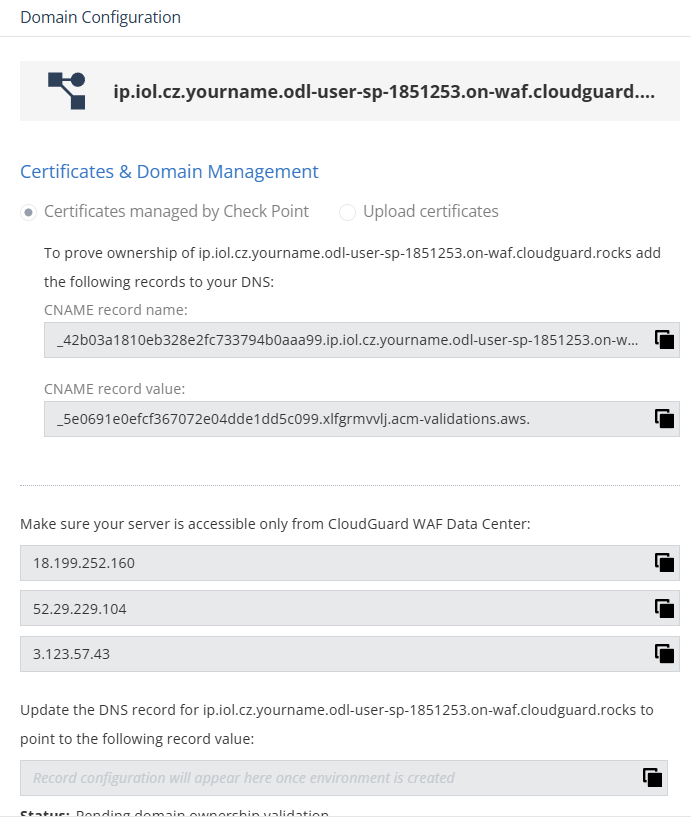 Domain Configuration
ip.iol.cz.yourname.odl-user-sp-1851253.on-waf.cloudguard....
Certificates & Domain Management
Certificates managed by Check Point
Upload certificates
To prove ownership of ip.iol.cz.yourname.odl-user-sp-1851253.on-waf.cloudguard.rocks add
the following records to your DNS:
CNAME record name:
_42b03a1810eb328e2fc733794b0aaa99.ip.iol.cz.yourname.odl-user-sp-1851253.on-w...
CNAME record value:
_5e0691e0efcf367072e04dde1dd5c099.xlfgrmvvlj.acm-validations.aws.
Make sure your server is accessible only from CloudGuard WAF Data Center:
18.199.252.160
52.29.229.104
3.123.57.43
Update the DNS record for ip.iol.cz.yourname.odl-user-sp-1851253.on-waf.cloudguard.rocks to
point to the following record value:
Record configuration will appear here once environment is created
Status: Pending domain ownership validation